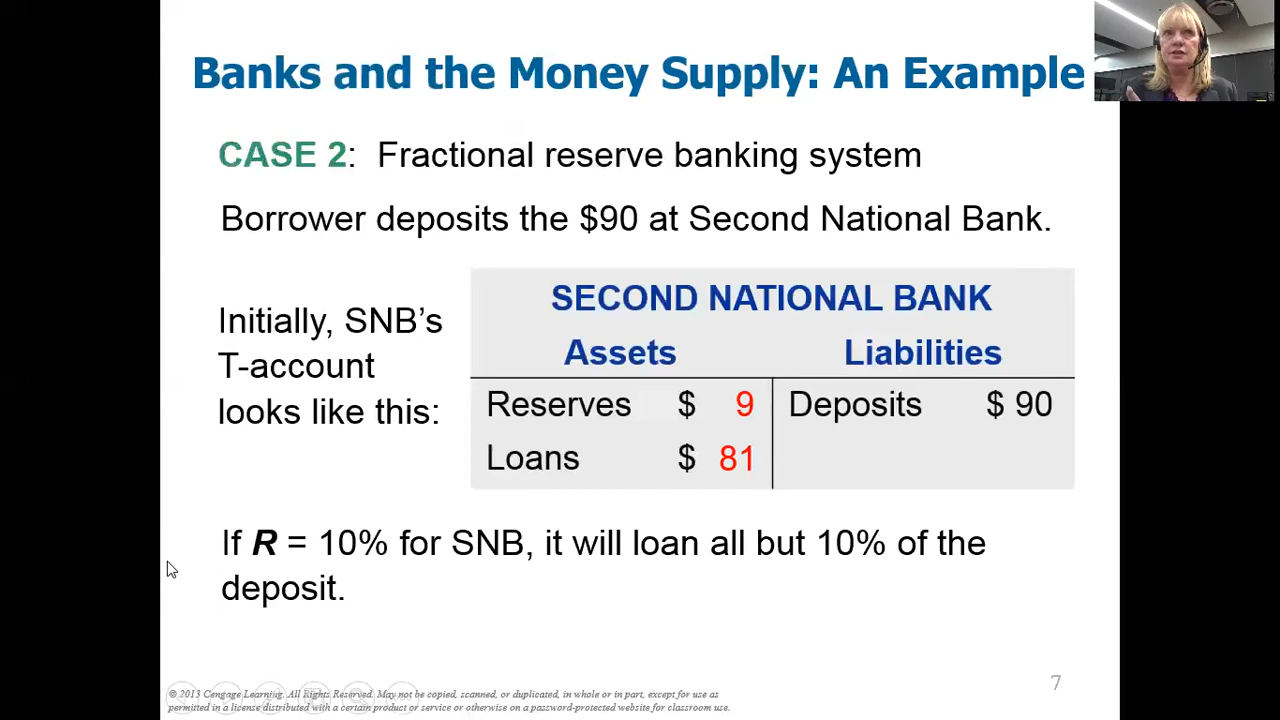 Banks and the Money Supply: An Example
CASE 2: Fractional reserve banking system
Borrower deposits the $90 at Second National Bank.
Initially, SNB's
T-account
looks like this:
SECOND NATIONAL BANK
Assets Liabilities
Reserves $ 9 Deposits $ 90
Loans $ 81
If R = 10% for SNB, it will loan all but 10% of the
deposit.
© 2013 Cengage Learning. All Rights Reserved. May not be copied, scanned, or duplicated, in whole or in part, except for use as
permitted in a license distributed with a certain product or service or otherwise on a password-protected website for classroom use.
7